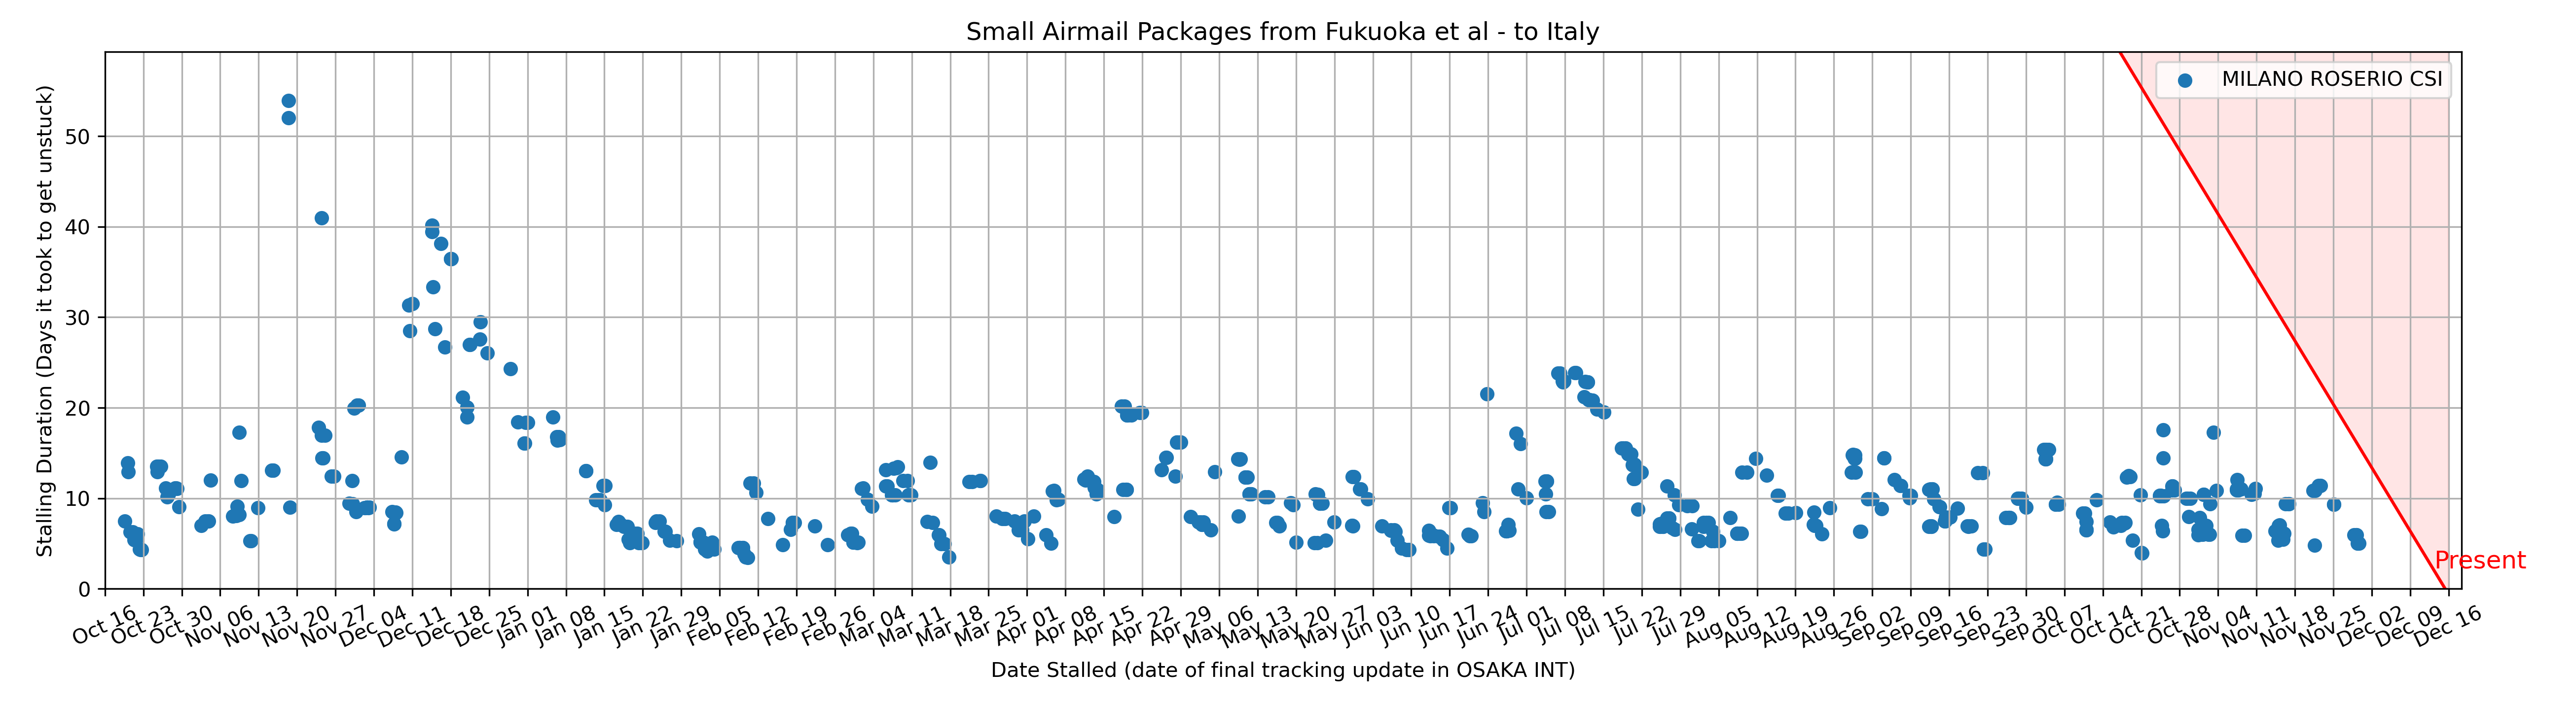 Small Airmail Packages from Fukuoka et al - to Italy
MILANO ROSERIO CSI
Stalling Duration (Days it took to get unstuck)
50
40
30
20
10
0
Present
Oct 16 Oct 23 Oct 30 Nov 06 Nov 13 Nov 20 Nov 27 Dec 04 Dec 11 Dec 18 Dec 25 Jan 01 Jan 08 Jan 15 Jan 22 Jan 29 Feb 05 Feb 12 Feb 19 Feb 26 Mar 04 Mar 11 Mar 18 Mar 25 Apr 01 Apr 08 Apr 15 Apr 22 Apr 29 May 06 May 13 May 20 May 27 Jun 03 Jun 10 Jun 17 Jun 24 Jul 01 Jul 08 Jul 15 Jul 22 Jul 29 Aug 05 Aug 12 Aug 19 Aug 26 Sep 02 Sep 09 Sep 16 Sep 23 Sep 30 Oct 07 Oct 14 Oct 21 Oct 28 Nov 04 Nov 11 Nov 18 Nov 25 Dec 02 Dec 09 Dec 16
Date Stalled (date of final tracking update in OSAKA INT)